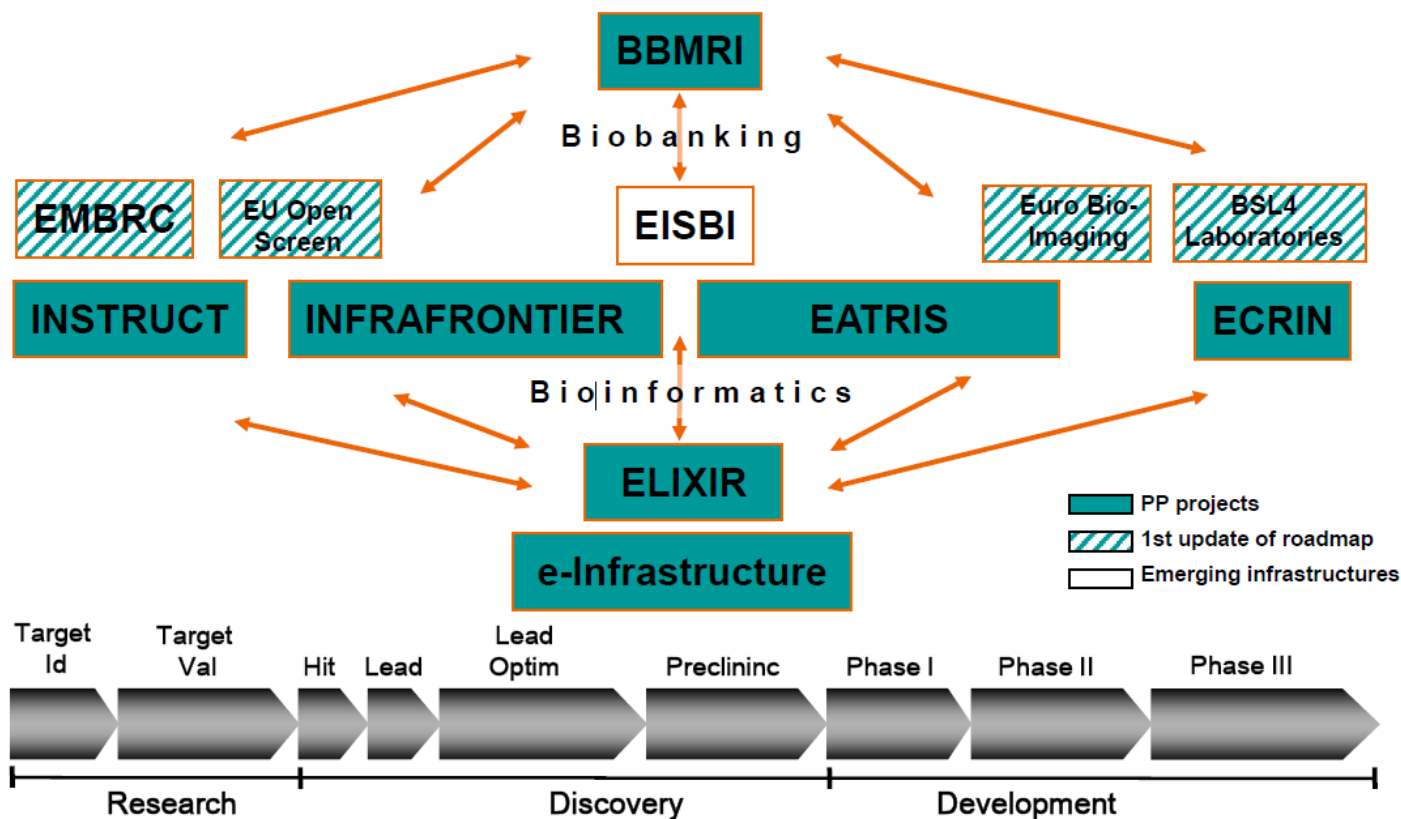 BBMRI
Biobanking
EMBRC
EU Open
Screen
EISBI
Euro Bio-
Imaging
BSL4
Laboratories
INSTRUCT
INFRAFRONTIER
EATRIS
ECRIN
Bioinformatics
ELIXIR
e-Infrastructure
PP projects
1st update of roadmap
Emerging infrastructures
Target
Id
Target
Val
Hit
Lead
Lead
Optim
Preclininc
Phase I
Phase II
Phase III
Research
Discovery
Development